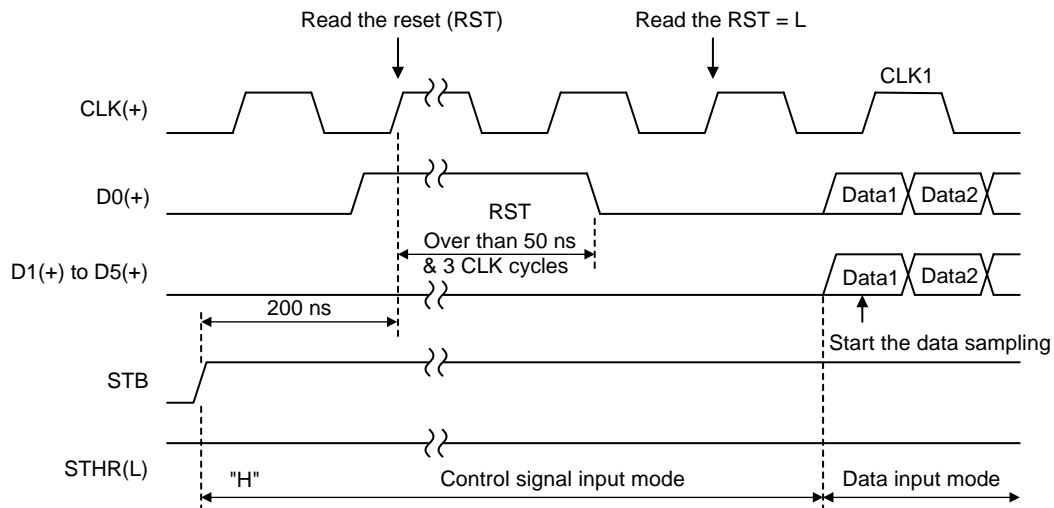 Read the reset (RST)
Read the RST = L
CLK1
CLK(+)
D0(+)
Data1
Data2
RST
Over than 50 ns
& 3 CLK cycles
D1(+) to D5(+)
Data1
Data2
200 ns
Start the data sampling
STB
STHR(L)
"H"
Control signal input mode
Data input mode